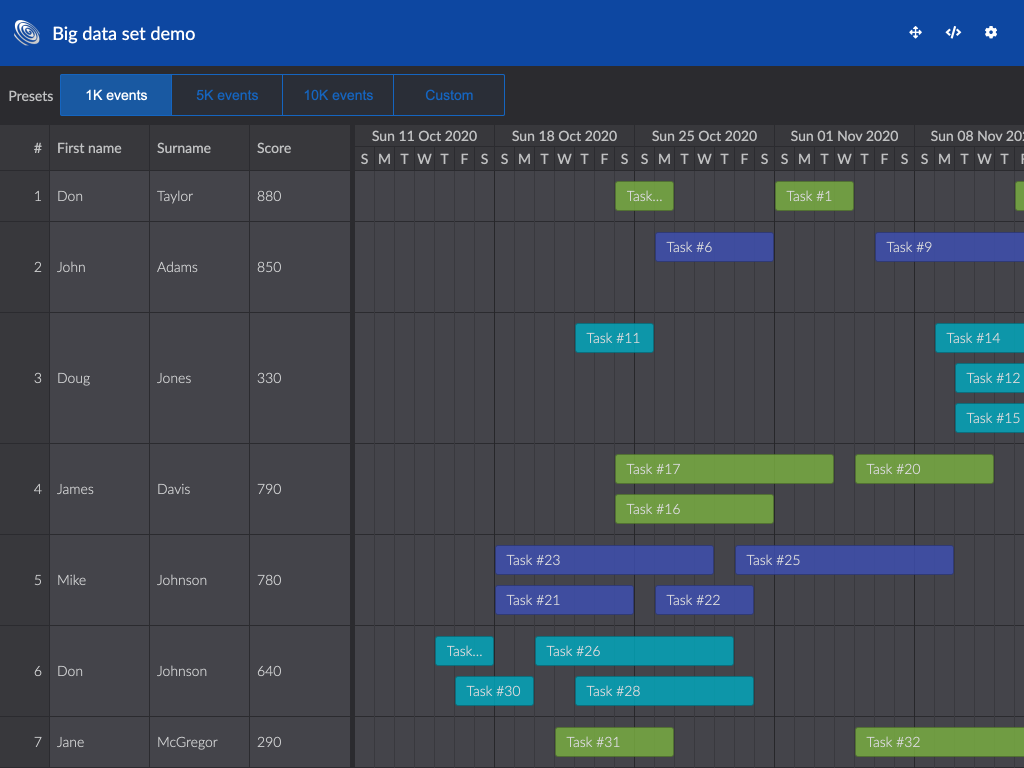 Big data set demo
Presets 1K events 5K events 10K events Custom
Sun 11 Oct 2020 Sun 18 Oct 2020 Sun 25 Oct 2020 Sun 01 Nov 2020 Sun 08 Nov 202
# First name Surname Score
S M T W T F S S M T W T F S S M T W T F S S M T W T F S S M T W T F
1 Don Taylor 880 Task... Task #1
2 John Adams 850 Task #6 Task #9
3 Doug Jones 330 Task #11 Task #14
Task #12
Task #15
4 James Davis 790 Task #17 Task #20
Task #16
5 Mike Johnson 780 Task #23 Task #25
Task #21 Task #22
6 Don Johnson 640 Task... Task #26
Task #30 Task #28
7 Jane McGregor 290 Task #31 Task #32